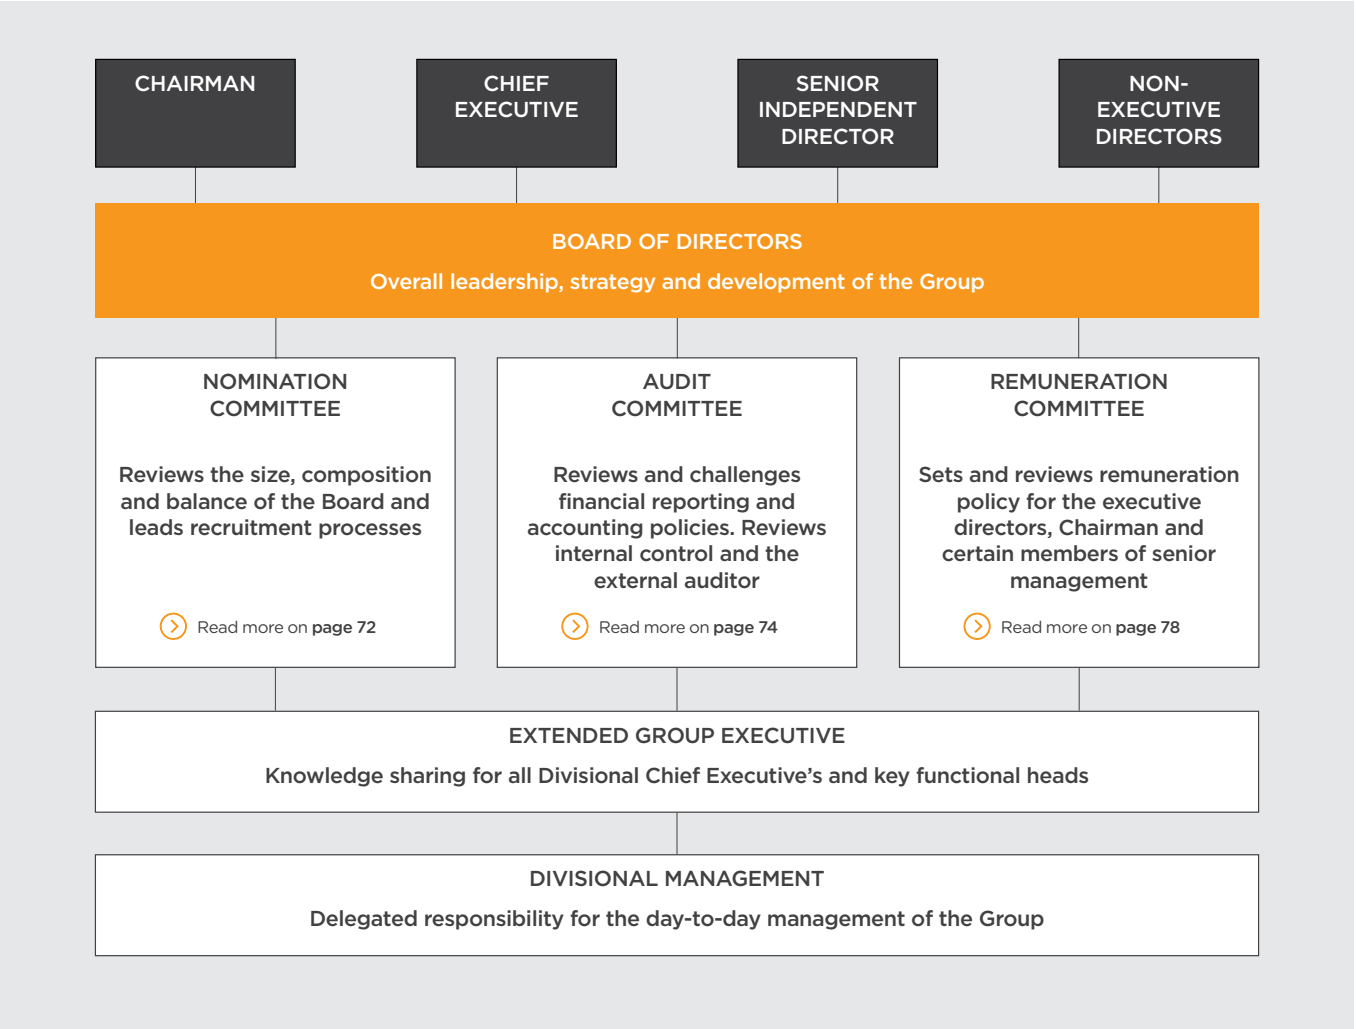 CHAIRMAN
CHIEF
EXECUTIVE
SENIOR
INDEPENDENT
DIRECTOR
NON-
EXECUTIVE
DIRECTORS
BOARD OF DIRECTORS
Overall leadership, strategy and development of the Group
NOMINATION
COMMITTEE
Reviews the size, composition
and balance of the Board and
leads recruitment processes
Read more on page 72
AUDIT
COMMITTEE
Reviews and challenges
financial reporting and
accounting policies. Reviews
internal control and the
external auditor
Read more on page 74
REMUNERATION
COMMITTEE
Sets and reviews remuneration
policy for the executive
directors, Chairman and
certain members of senior
management
Read more on page 78
EXTENDED GROUP EXECUTIVE
Knowledge sharing for all Divisional Chief Executive’s and key functional heads
DIVISIONAL MANAGEMENT
Delegated responsibility for the day-to-day management of the Group